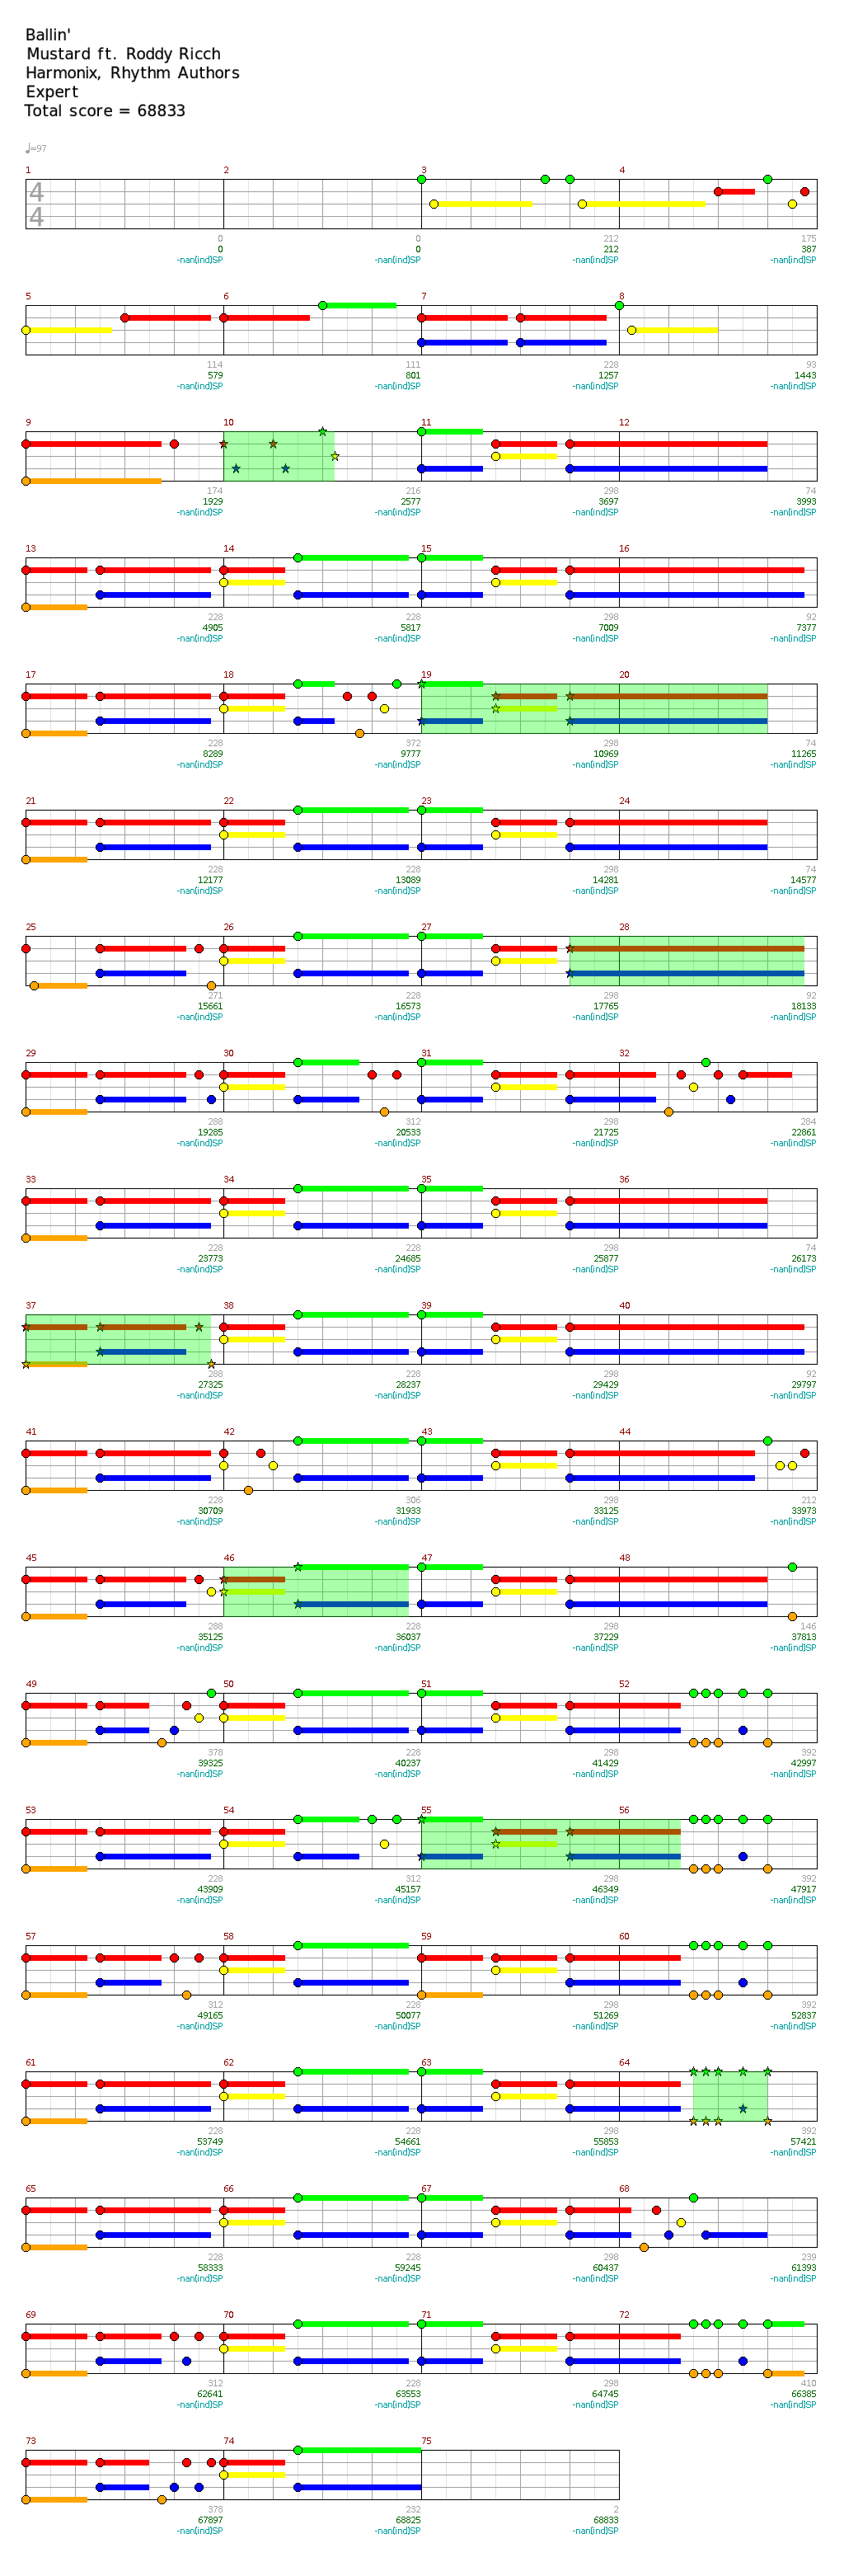 Ballin'
Mustard ft. Roddy Ricch
Harmonix, Rhythm Authors
Expert
Total score = 68833
♩=97
1 2 3 4
4
4
0 0 212 175
0 0 212 387
-nan(ind)SP -nan(ind)SP -nan(ind)SP -nan(ind)SP
5 6 7 8
114 111 228 93
579 801 1257 1443
-nan(ind)SP -nan(ind)SP -nan(ind)SP -nan(ind)SP
9 10 11 12
174 216 298 74
1929 2577 3697 3993
-nan(ind)SP -nan(ind)SP -nan(ind)SP -nan(ind)SP
13 14 15 16
228 228 298 92
4905 5817 7009 7377
-nan(ind)SP -nan(ind)SP -nan(ind)SP -nan(ind)SP
17 18 19 20
228 372 298 74
8289 9777 10969 11265
-nan(ind)SP -nan(ind)SP -nan(ind)SP -nan(ind)SP
21 22 23 24
228 228 298 74
12177 13089 14281 14577
-nan(ind)SP -nan(ind)SP -nan(ind)SP -nan(ind)SP
25 26 27 28
271 228 298 92
15661 16573 17765 18133
-nan(ind)SP -nan(ind)SP -nan(ind)SP -nan(ind)SP
29 30 31 32
288 312 298 284
19285 20533 21725 22861
-nan(ind)SP -nan(ind)SP -nan(ind)SP -nan(ind)SP
33 34 35 36
228 228 298 74
23773 24685 25877 26173
-nan(ind)SP -nan(ind)SP -nan(ind)SP -nan(ind)SP
37 38 39 40
288 228 298 92
27325 28237 29429 29797
-nan(ind)SP -nan(ind)SP -nan(ind)SP -nan(ind)SP
41 42 43 44
228 306 298 212
30709 31933 33125 33973
-nan(ind)SP -nan(ind)SP -nan(ind)SP -nan(ind)SP
45 46 47 48
288 228 298 146
35125 36037 37229 37813
-nan(ind)SP -nan(ind)SP -nan(ind)SP -nan(ind)SP
49 50 51 52
378 228 298 392
39325 40237 41429 42997
-nan(ind)SP -nan(ind)SP -nan(ind)SP -nan(ind)SP
53 54 55 56
228 312 298 392
43909 45157 46349 47917
-nan(ind)SP -nan(ind)SP -nan(ind)SP -nan(ind)SP
57 58 59 60
312 228 298 392
49165 50077 51269 52837
-nan(ind)SP -nan(ind)SP -nan(ind)SP -nan(ind)SP
61 62 63 64
228 228 298 392
53749 54661 55853 57421
-nan(ind)SP -nan(ind)SP -nan(ind)SP -nan(ind)SP
65 66 67 68
228 228 298 239
58333 59245 60437 61393
-nan(ind)SP -nan(ind)SP -nan(ind)SP -nan(ind)SP
69 70 71 72
312 228 298 410
62641 63553 64745 66385
-nan(ind)SP -nan(ind)SP -nan(ind)SP -nan(ind)SP
73 74 75
378 232 2
67897 68825 68833
-nan(ind)SP -nan(ind)SP -nan(ind)SP